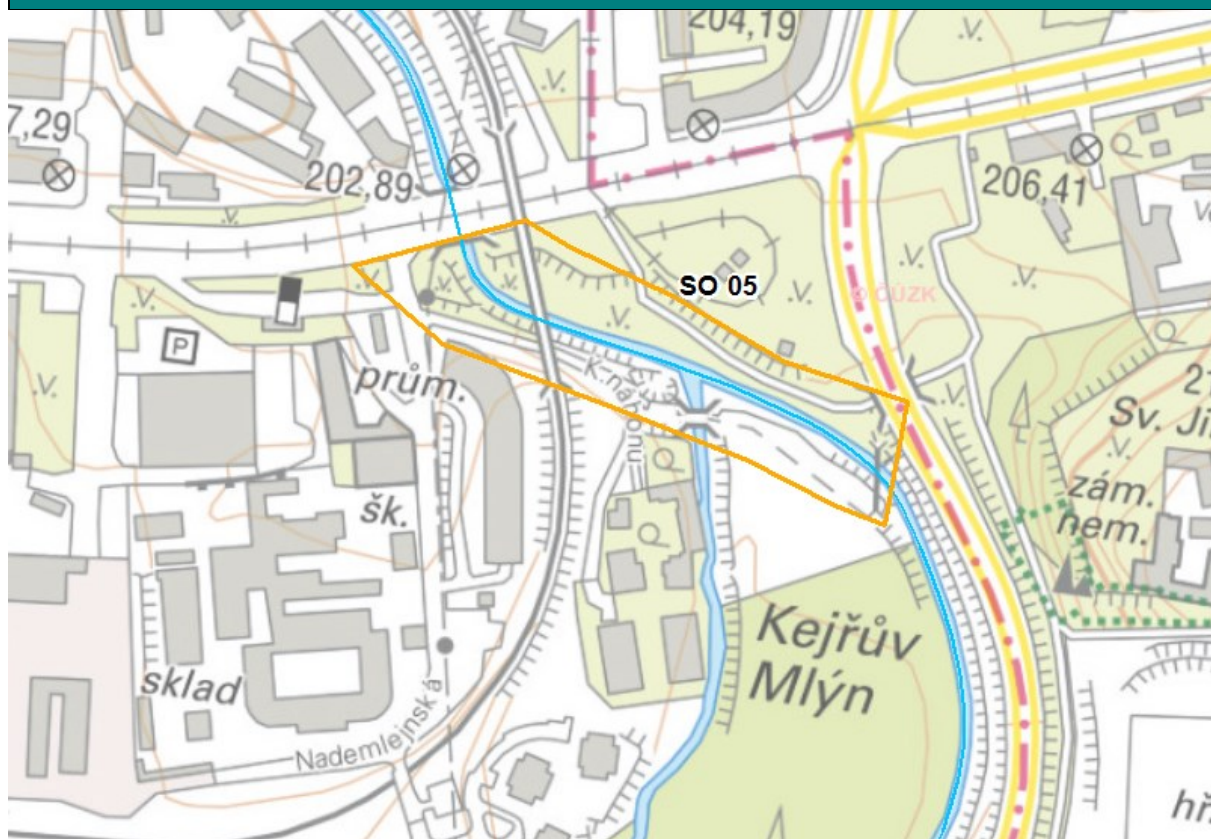 204,19
7,29
202,89
206,41
SO 05
© ČÚZK
P
prům.
Sv. Ji
šk.
zám.
nem.
Kejřův
Mlýn
sklad
Nademlejnská